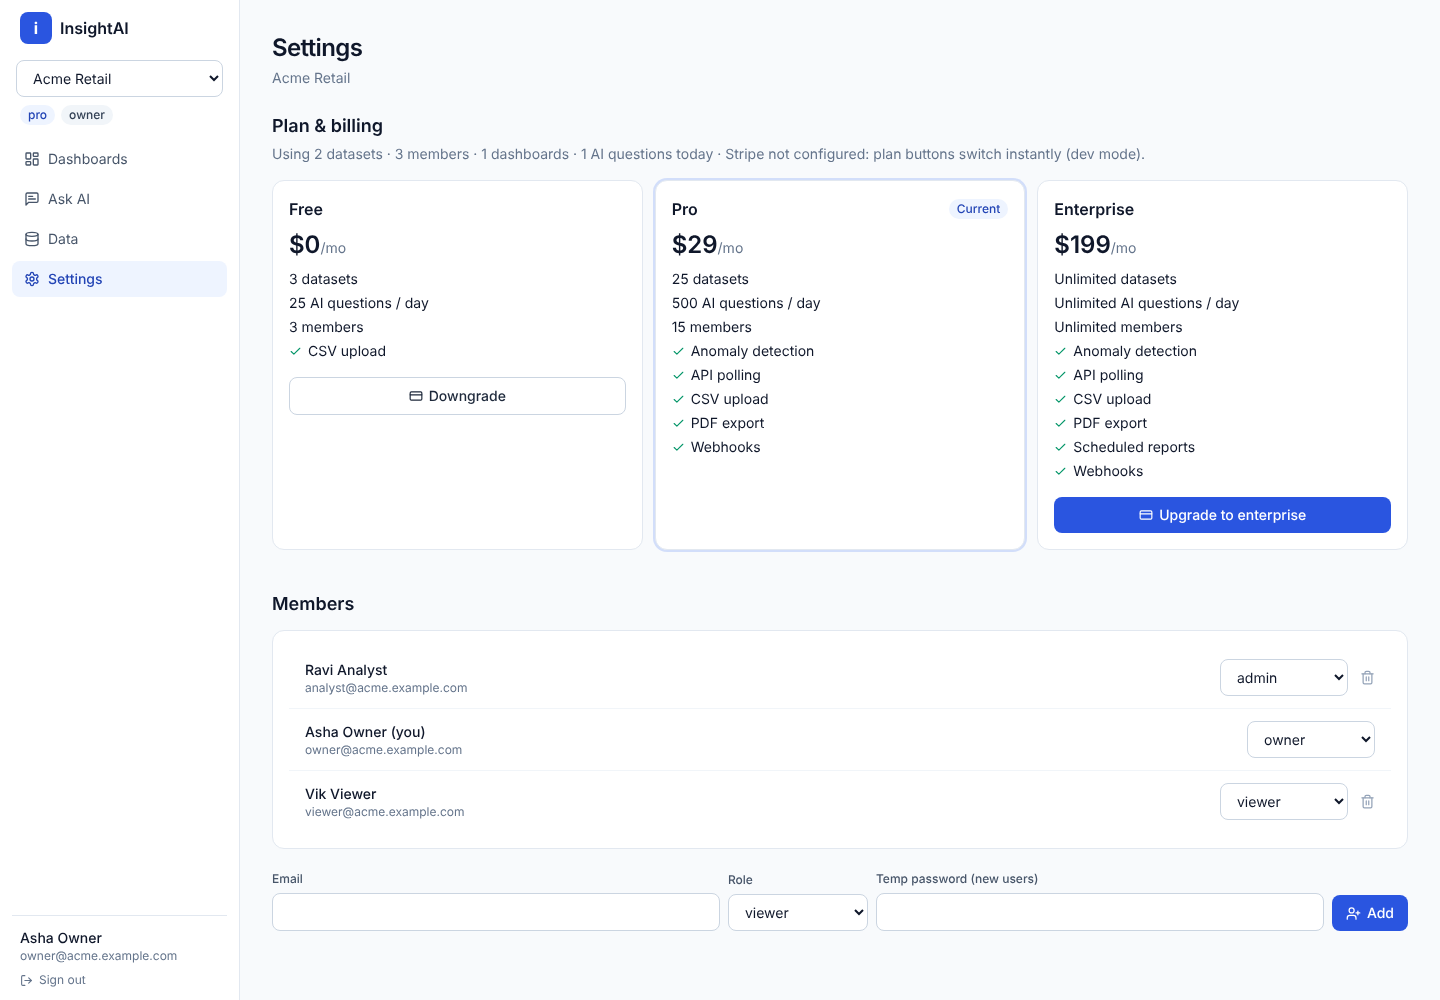 i InsightAI
Acme Retail
pro owner
Dashboards
Ask AI
Data
Settings
Asha Owner
owner@acme.example.com
Sign out
Settings
Acme Retail
Plan & billing
Using 2 datasets · 3 members · 1 dashboards · 1 AI questions today · Stripe not configured: plan buttons switch instantly (dev mode).
Free
$0/mo
3 datasets
25 AI questions / day
3 members
CSV upload
Downgrade
Pro Current
$29/mo
25 datasets
500 AI questions / day
15 members
Anomaly detection
API polling
CSV upload
PDF export
Webhooks
Enterprise
$199/mo
Unlimited datasets
Unlimited AI questions / day
Unlimited members
Anomaly detection
API polling
CSV upload
PDF export
Scheduled reports
Webhooks
Upgrade to enterprise
Members
Ravi Analyst
analyst@acme.example.com
admin
Asha Owner (you)
owner@acme.example.com
owner
Vik Viewer
viewer@acme.example.com
viewer
Email
Role
viewer
Temp password (new users)
Add